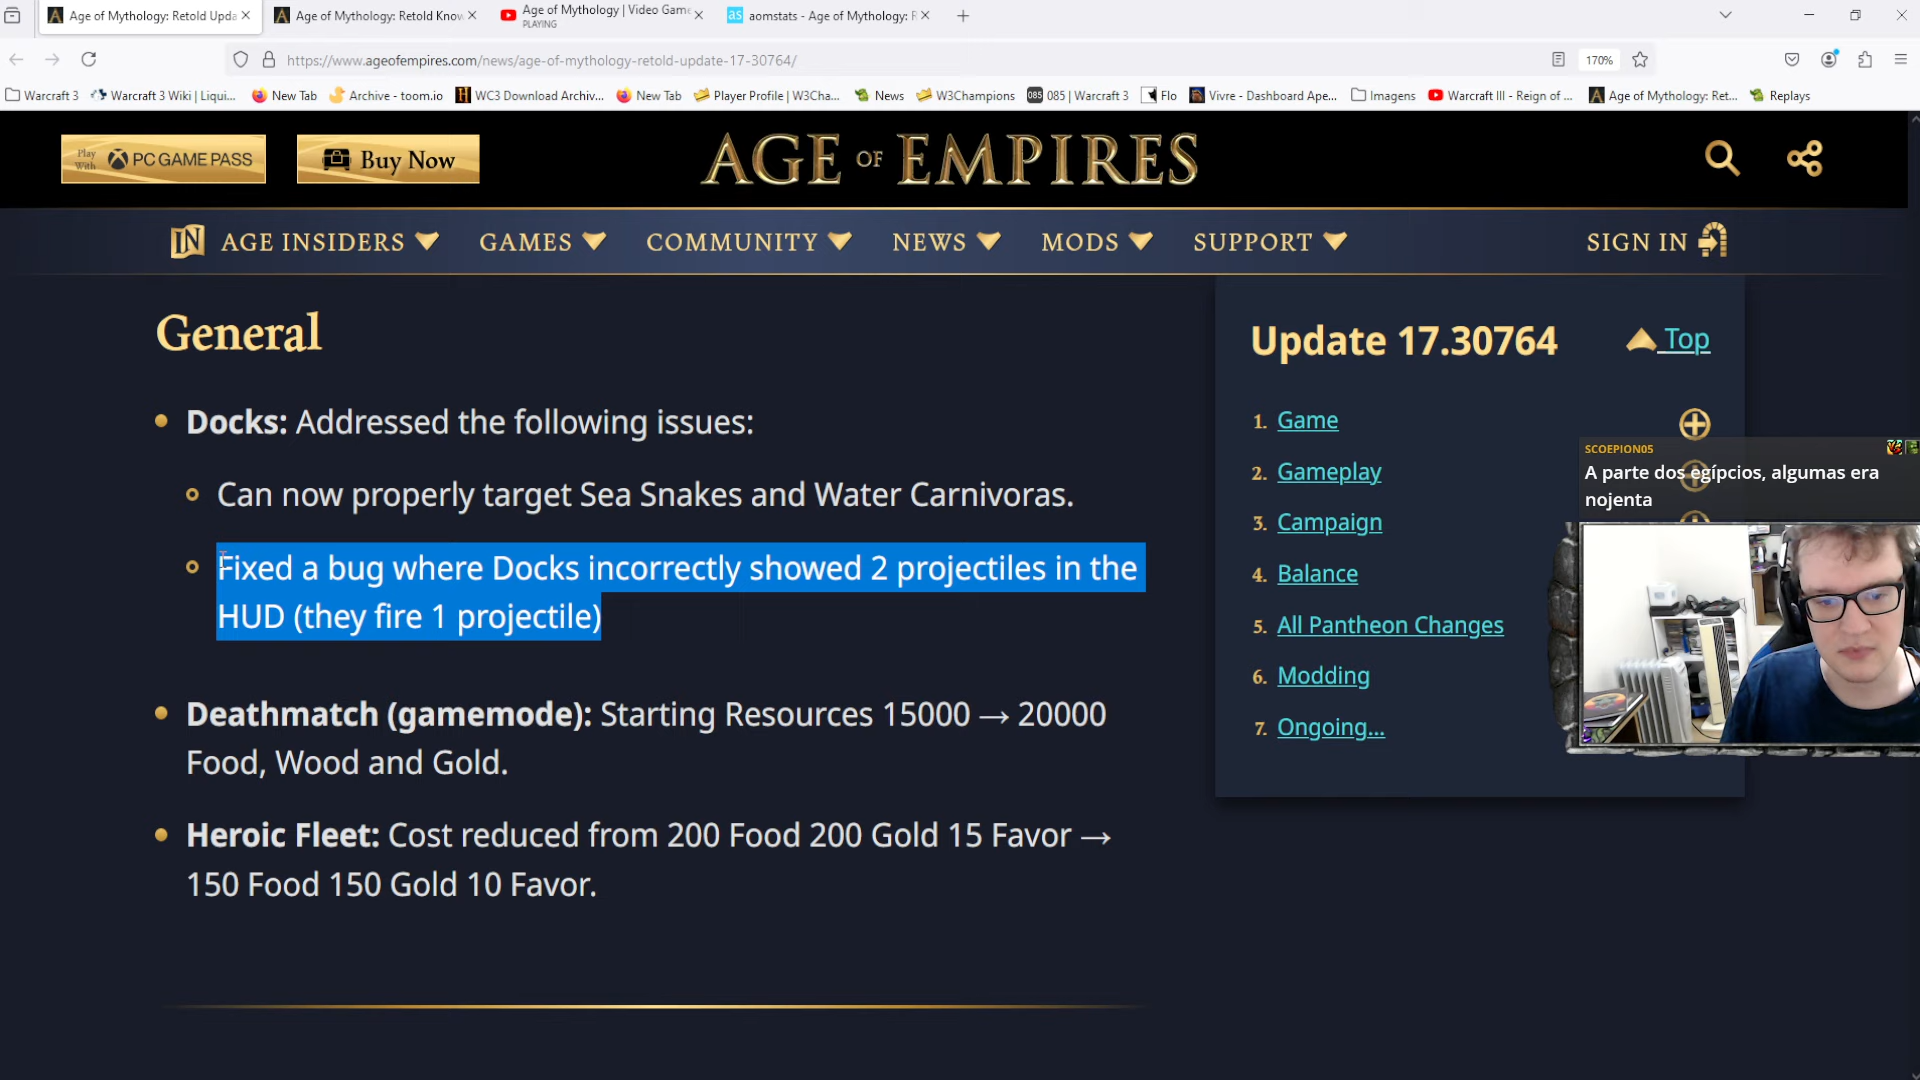 Age of Mythology: Retold Upda
Age of Mythology: Retold Know
Age of Mythology | Video Game
PLAYING
aomstats - Age of Mythology: R
https://www.ageofempires.com/news/age-of-mythology-retold-update-17-30764/
170%
Warcraft 3
Warcraft 3 Wiki | Liqui...
New Tab
Archive - toom.io
WC3 Download Archiv...
New Tab
Player Profile | W3Cha...
News
W3Champions
085 | Warcraft 3
Flo
Vivre - Dashboard Ape...
Imagens
Warcraft III - Reign of ...
Age of Mythology: Ret...
Replays
Play With PC GAME PASS
Buy Now
AGE OF EMPIRES
AGE INSIDERS
GAMES
COMMUNITY
NEWS
MODS
SUPPORT
SIGN IN
General
Docks: Addressed the following issues:
Can now properly target Sea Snakes and Water Carnivoras.
Fixed a bug where Docks incorrectly showed 2 projectiles in the
HUD (they fire 1 projectile)
Deathmatch (gamemode): Starting Resources 15000 → 20000
Food, Wood and Gold.
Heroic Fleet: Cost reduced from 200 Food 200 Gold 15 Favor →
150 Food 150 Gold 10 Favor.
Update 17.30764
Top
1. Game
2. Gameplay
3. Campaign
4. Balance
5. All Pantheon Changes
6. Modding
7. Ongoing...
SCOEPION05
A parte dos egípcios, algumas era
nojenta